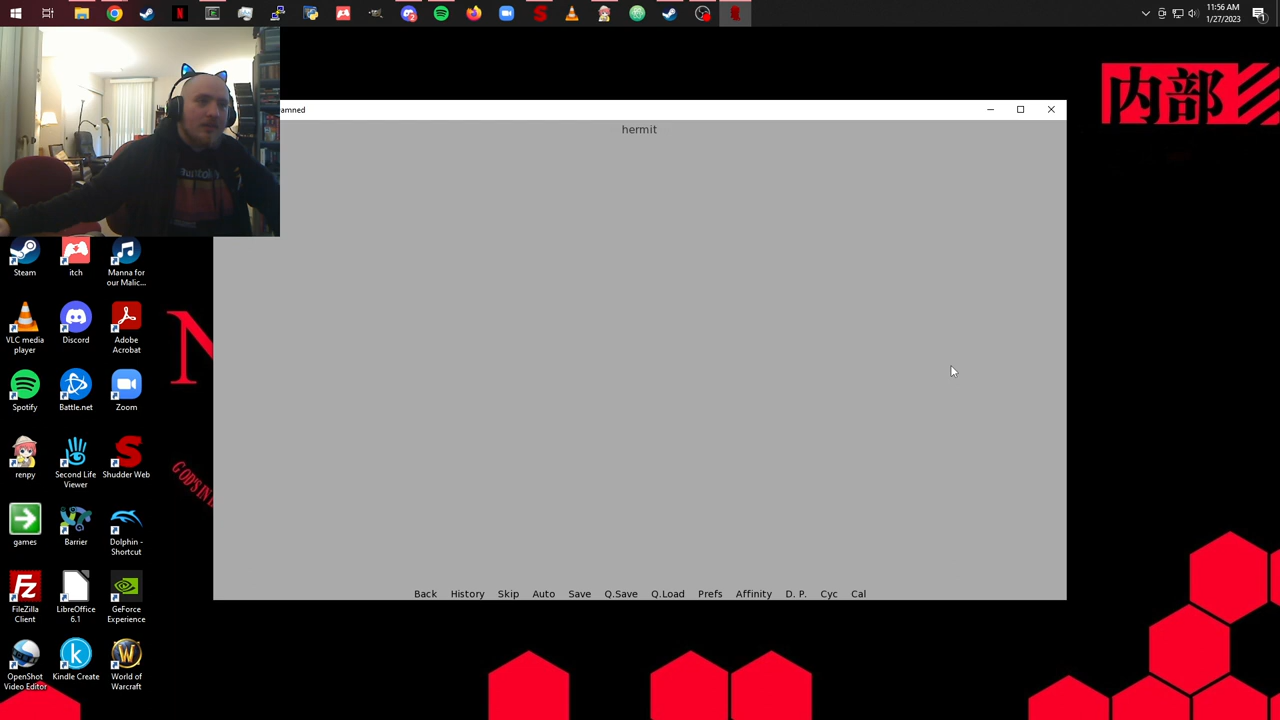 11:56 AM
1/27/2023
内部
amned
hermit
Steam
itch
Manna for
our Malic...
VLC media
player
Discord
Adobe
Acrobat
Spotify
Battle.net
Zoom
renpy
Second Life
Viewer
Shudder Web
GOD'S IN
games
Barrier
Dolphin -
Shortcut
FileZilla
Client
LibreOffice
6.1
GeForce
Experience
Back History Skip Auto Save Q.Save Q.Load Prefs Affinity D. P. Cyc Cal
OpenShot
Video Editor
Kindle Create
World of
Warcraft